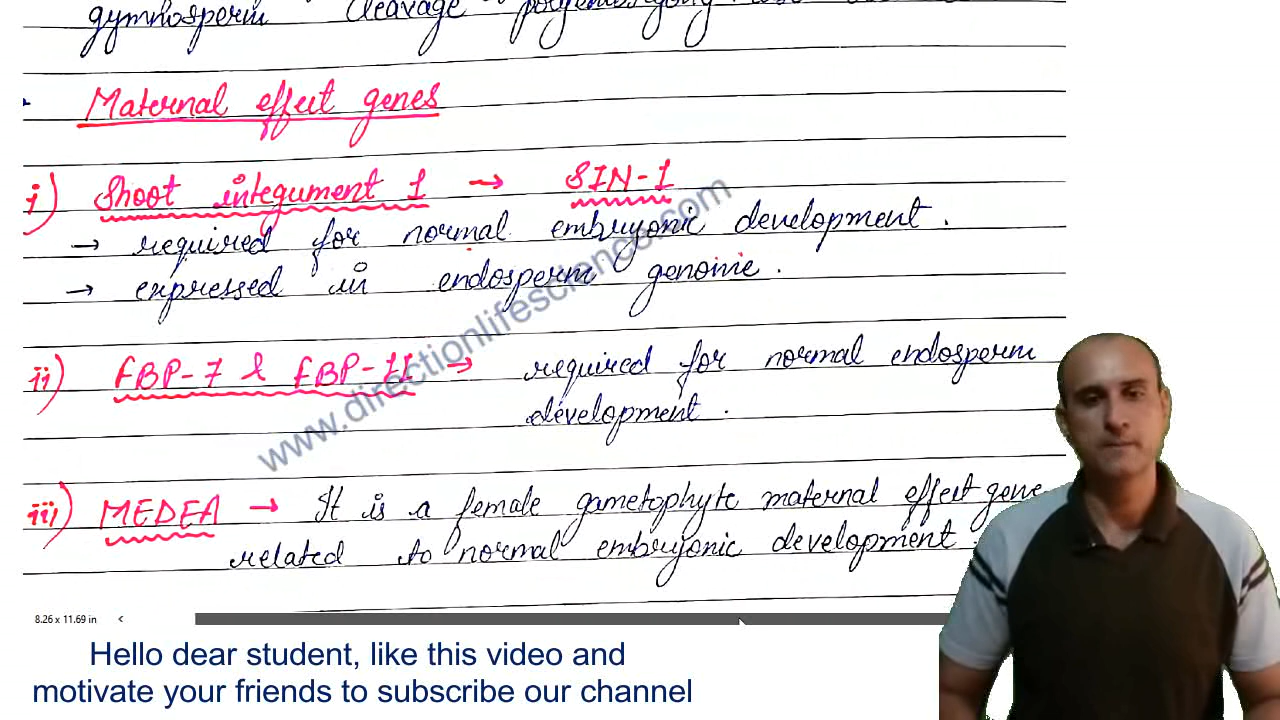 gymnosperm cleavage polyembryony
Maternal effect genes
i) Shoot integument 1 → SIN-1
→ required for normal embryonic development.
→ expressed in endosperm genome.
ii) FBP-7 & FBP-11 → required for normal endosperm
development.
iii) MEDEA → It is a female gametophyte maternal effect gene
related to normal embryonic development.
www.directionlifescience.com
8.26 x 11.69 in
Hello dear student, like this video and
motivate your friends to subscribe our channel